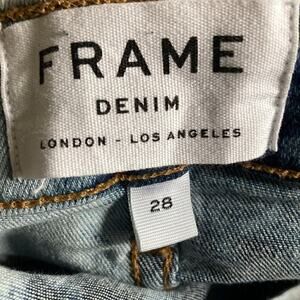 FRAME
DENIM
LONDON - LOS ANGELES
28